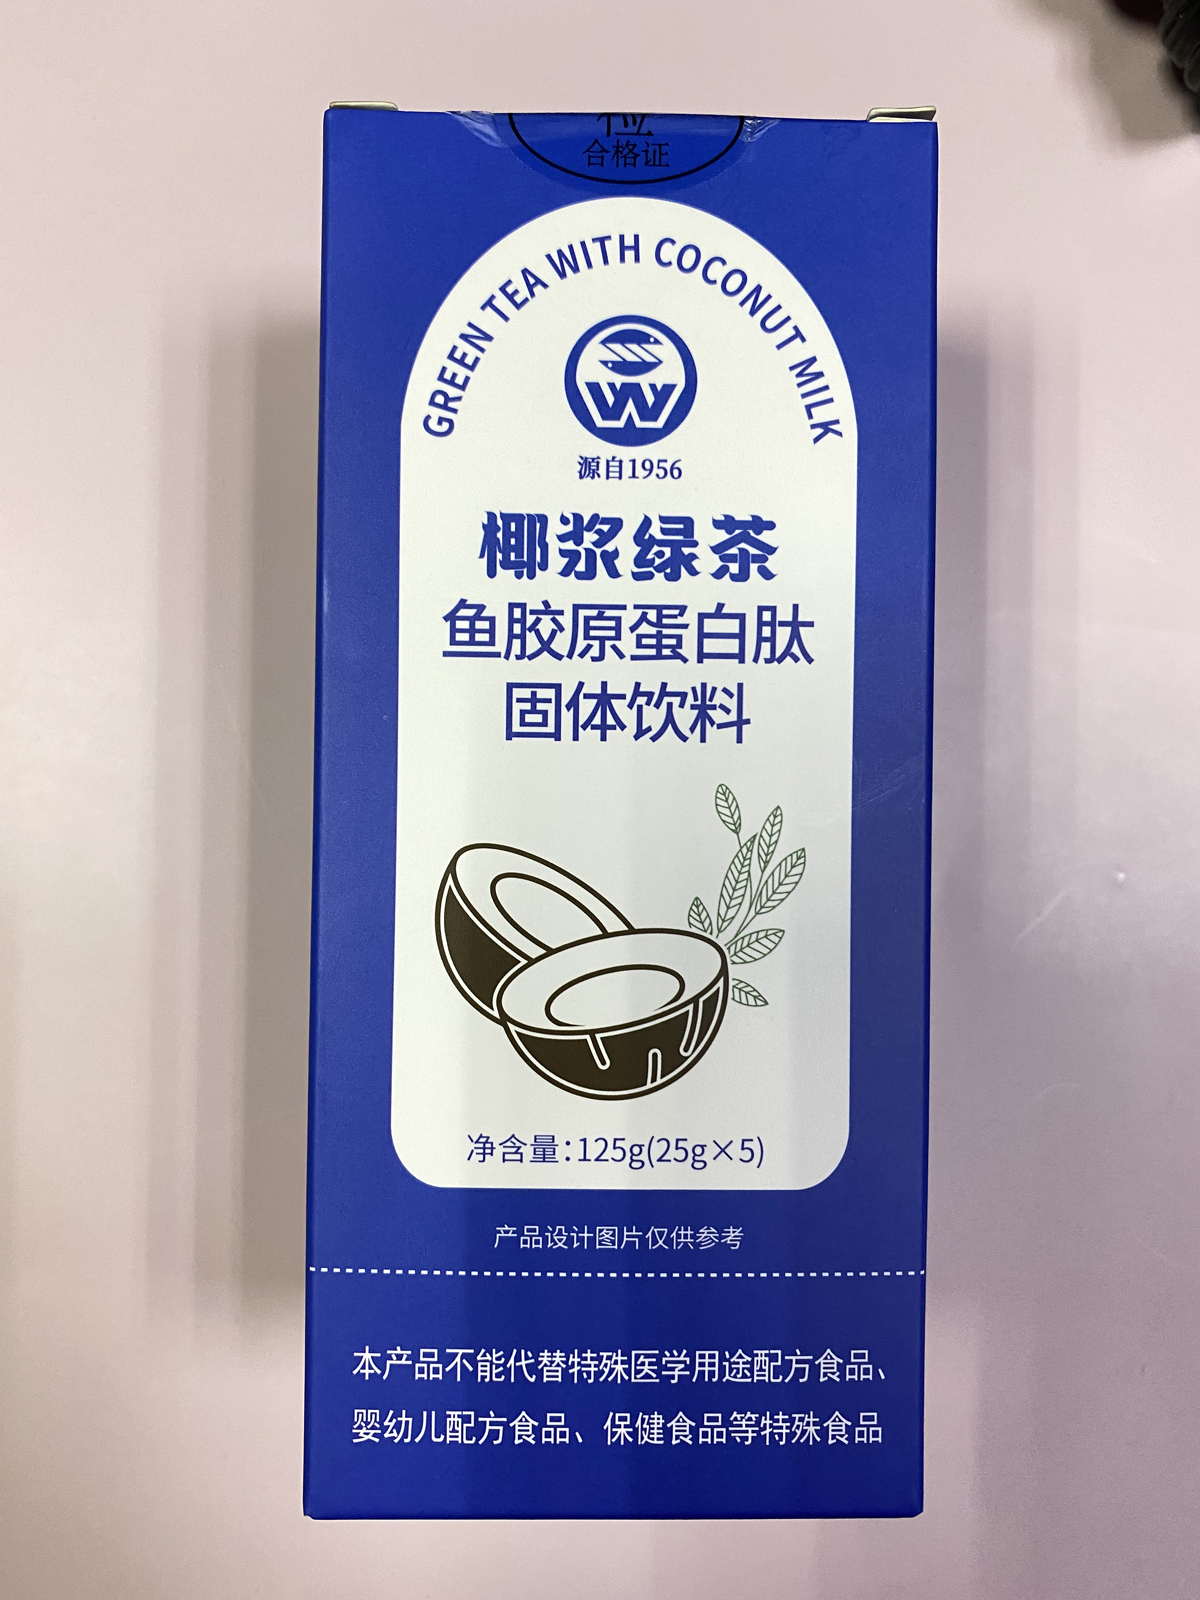 合格证
GREEN TEA WITH COCONUT MILK
W
源自1956
椰浆绿茶
鱼胶原蛋白肽
固体饮料
净含量：125g(25g×5)
产品设计图片仅供参考
本产品不能代替特殊医学用途配方食品、
婴幼儿配方食品、保健食品等特殊食品